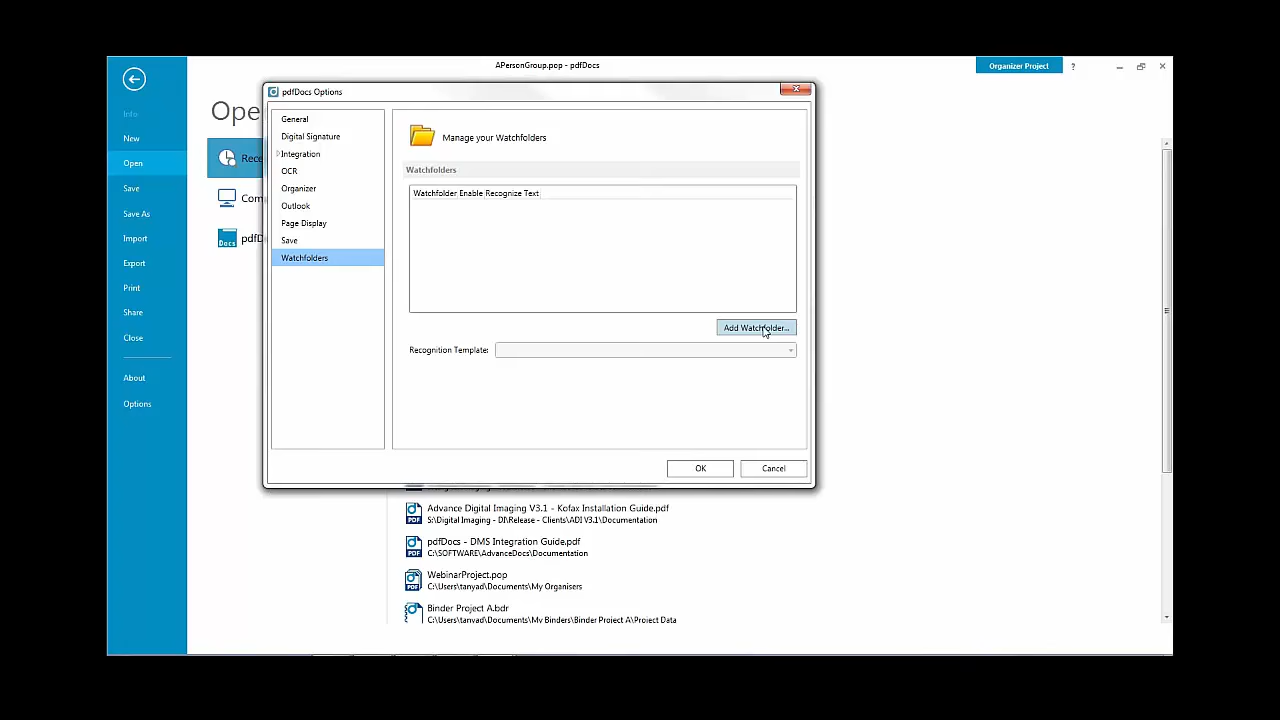 APersonGroup.pop - pdfDocs
Organizer Project
?
Info
New
Open
Save
Save As
Import
Export
Print
Share
Close
About
Options
Ope
Rece
Com
pdfD
pdfDocs Options
General
Digital Signature
Integration
OCR
Organizer
Outlook
Page Display
Save
Watchfolders
Manage your Watchfolders
Watchfolders
Watchfolder Enable Recognize Text
Add Watchfolder...
Recognition Template:
OK
Cancel
Advance Digital Imaging V3.1 - Kofax Installation Guide.pdf
S:\Digital Imaging - DI\Release - Clients\ADI V3.1\Documentation
pdfDocs - DMS Integration Guide.pdf
C:\SOFTWARE\AdvanceDocs\Documentation
WebinarProject.pop
C:\Users\tanyad\Documents\My Organisers
Binder Project A.bdr
C:\Users\tanyad\Documents\My Binders\Binder Project A\Project Data